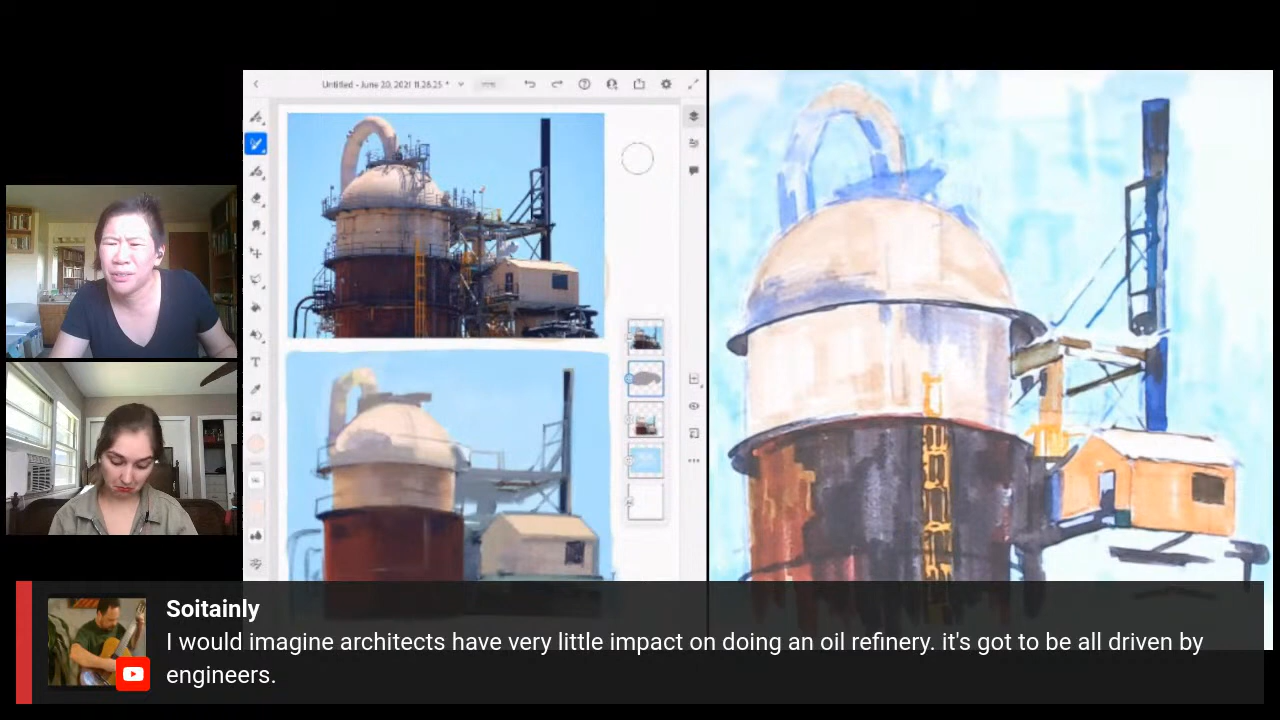 Untitled - June 20, 2021 11.26.25 *
Soitainly
I would imagine architects have very little impact on doing an oil refinery. it's got to be all driven by
engineers.